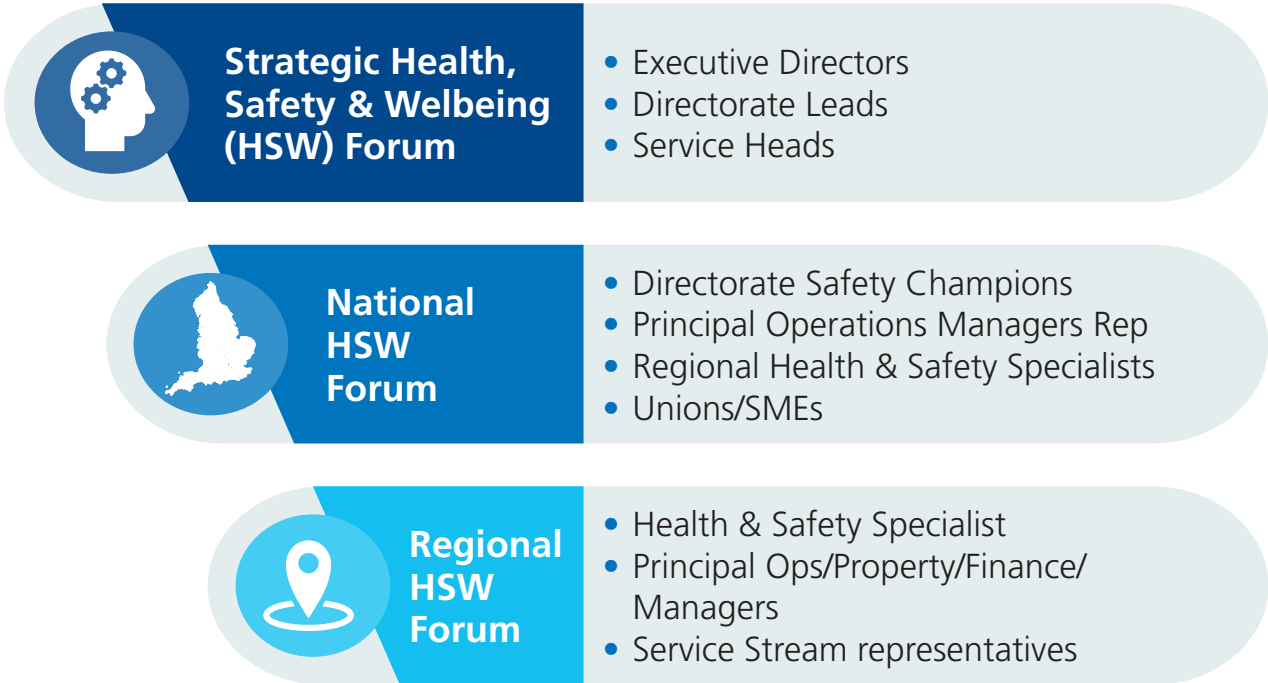 Strategic Health,
Safety & Welbeing
(HSW) Forum
• Executive Directors
• Directorate Leads
• Service Heads
National
HSW
Forum
• Directorate Safety Champions
• Principal Operations Managers Rep
• Regional Health & Safety Specialists
• Unions/SMEs
Regional
HSW
Forum
• Health & Safety Specialist
• Principal Ops/Property/Finance/
Managers
• Service Stream representatives